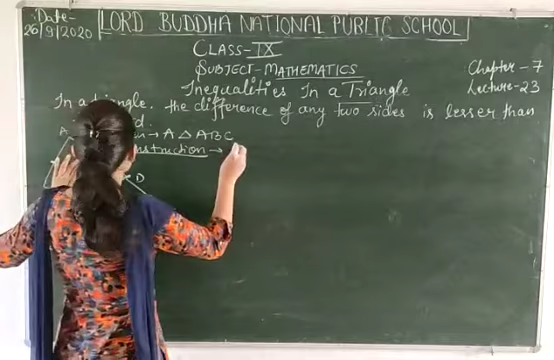 Date-
26/9/2020
LORD BUDDHA NATIONAL PUBLIC SCHOOL
CLASS-IX
SUBJECT-MATHEMATICS
Chapter-7
Inequalities In a Triangle
Lecture-23
In a triangle. the difference of any two sides is lesser than
d.
A
→ A △ ABC
nstruction →
D